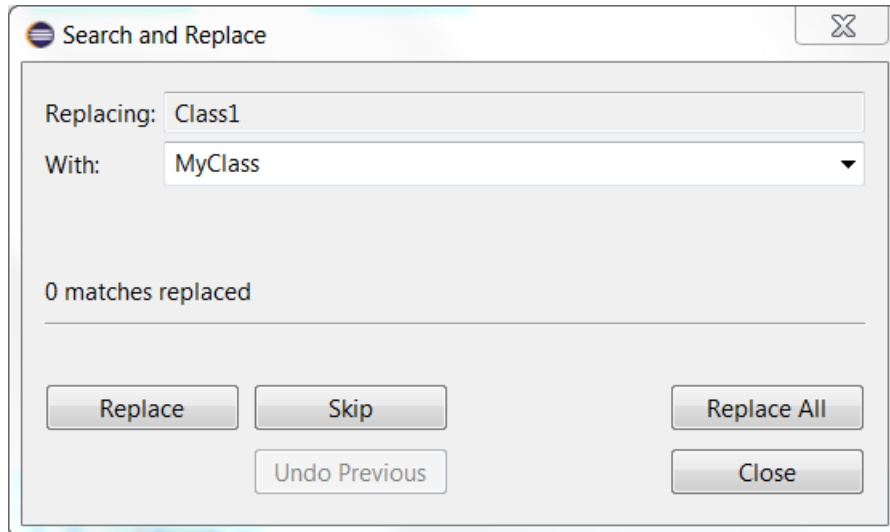 Search and Replace
Replacing: Class1
With: MyClass
0 matches replaced
Replace Skip Replace All
Undo Previous Close